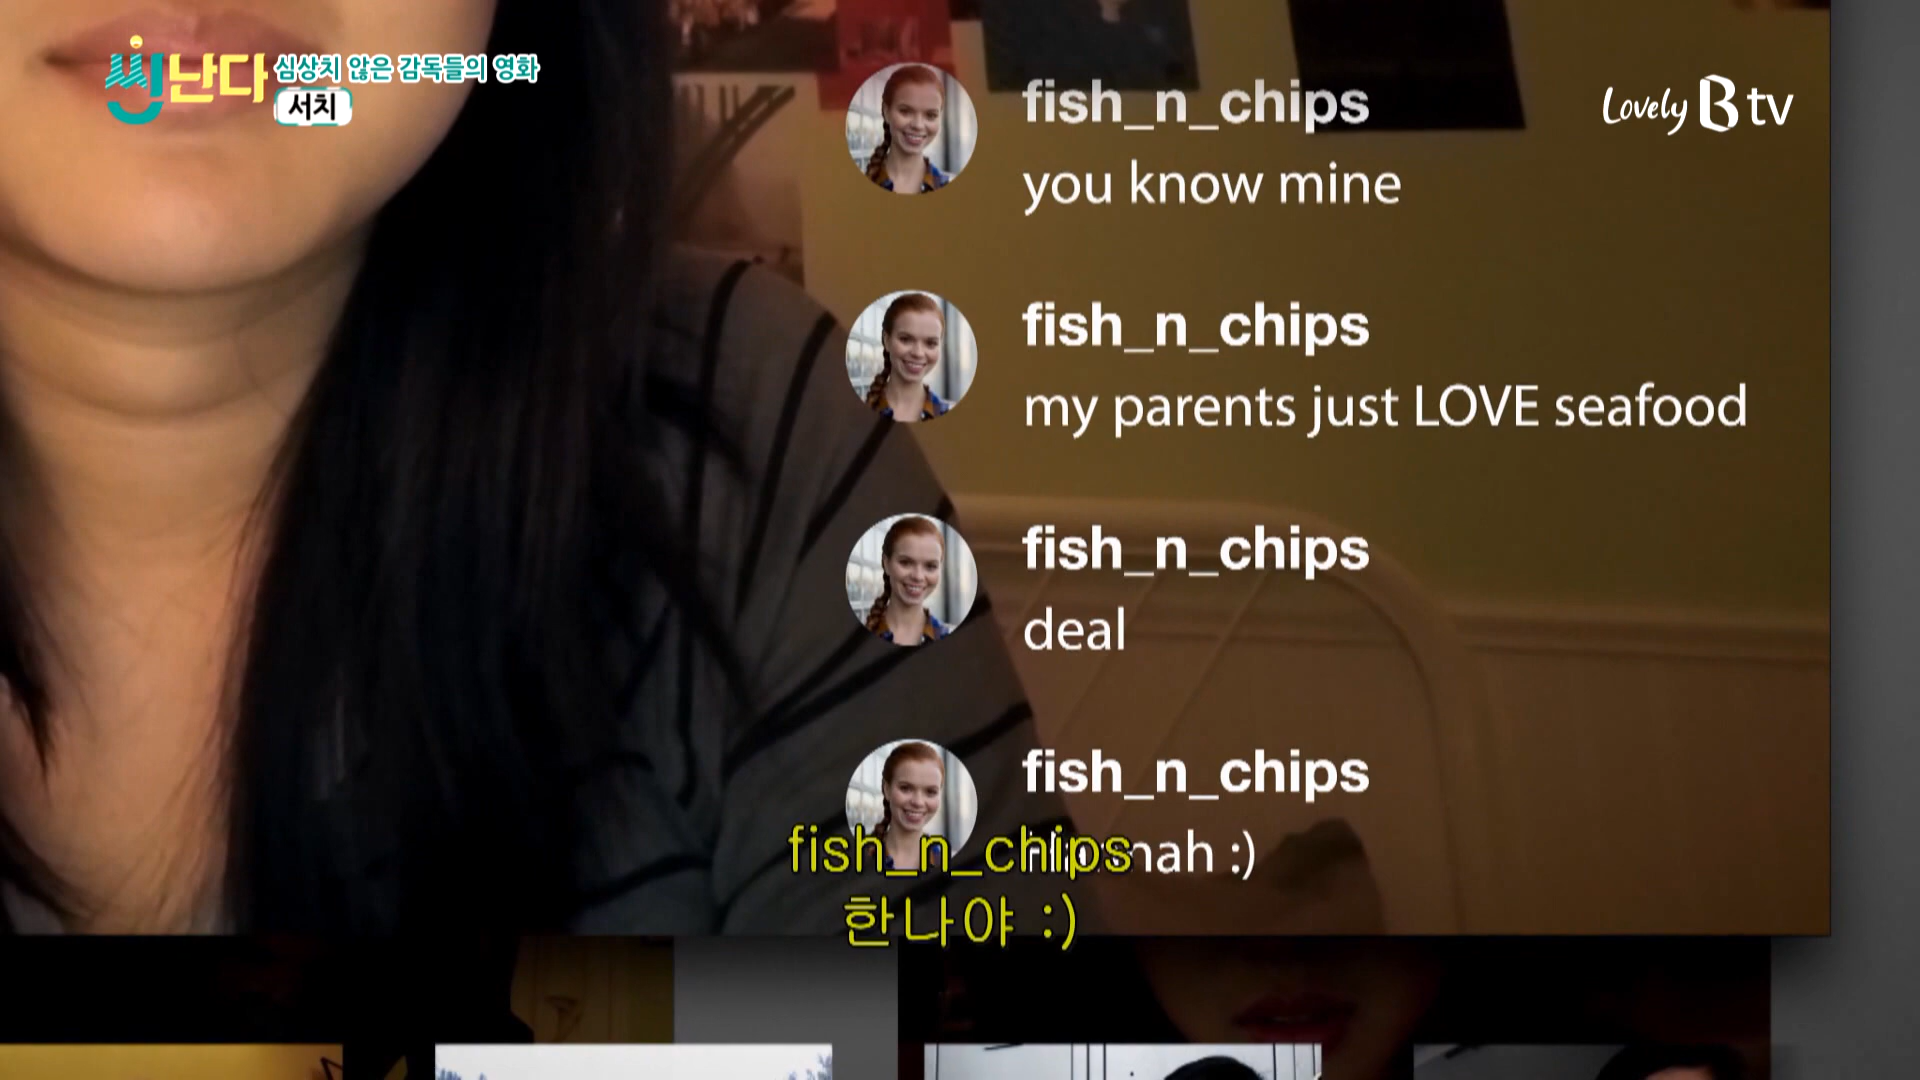 씬난다 심상치 않은 감독들의 영화
서치
Lovely B tv
fish_n_chips
you know mine
fish_n_chips
my parents just LOVE seafood
fish_n_chips
deal
fish_n_chips
:)
fish_n_chips
한나야 :)